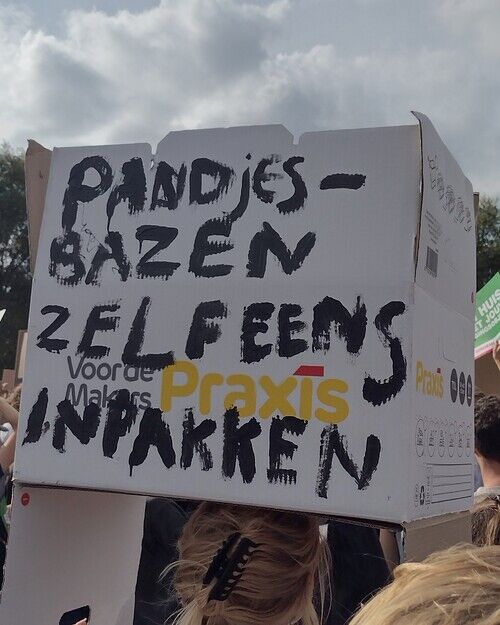 PANDJES-
BAZEN
ZELF EENS
Voor de
Makers
Praxis
INPAKKEN
Praxis